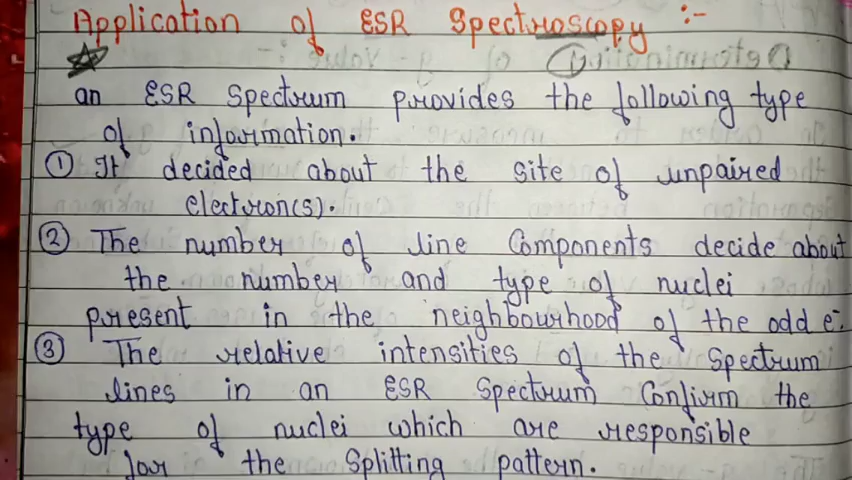 Application of ESR Spectroscopy :-
an ESR Spectrum provides the following type
of information.
① It decided about the site of unpaired
electron(s).
② The number of line Components decide about
the number and type of nuclei
present in the neighbourhood of the odd e-.
③ The relative intensities of the Spectrum
lines in an ESR Spectrum Confirm the
type of nuclei which are responsible
for the Splitting pattern.